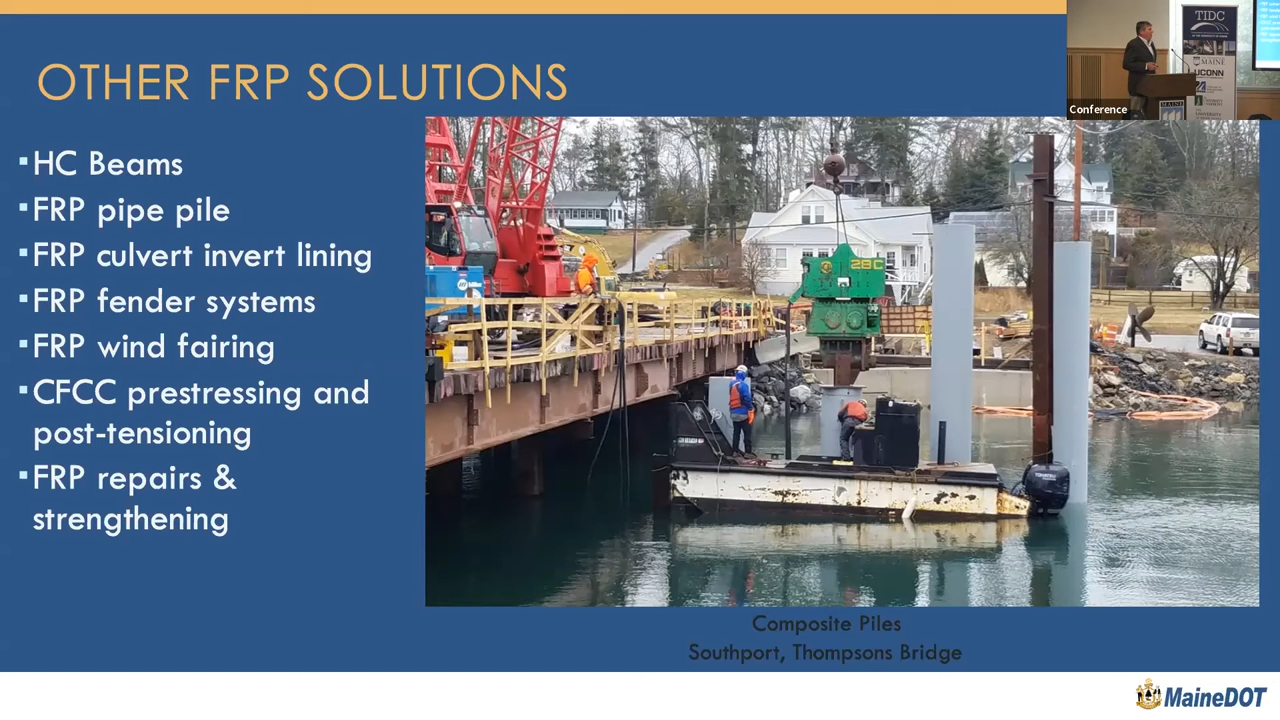 OTHER FRP SOLUTIONS
▪HC Beams
▪FRP pipe pile
▪FRP culvert invert lining
▪FRP fender systems
▪FRP wind fairing
▪CFCC prestressing and
post-tensioning
▪FRP repairs &
strengthening
28C
Composite Piles
Southport, Thompsons Bridge
MaineDOT
TIDC
MAINE
UCONN
MAINE
Conference